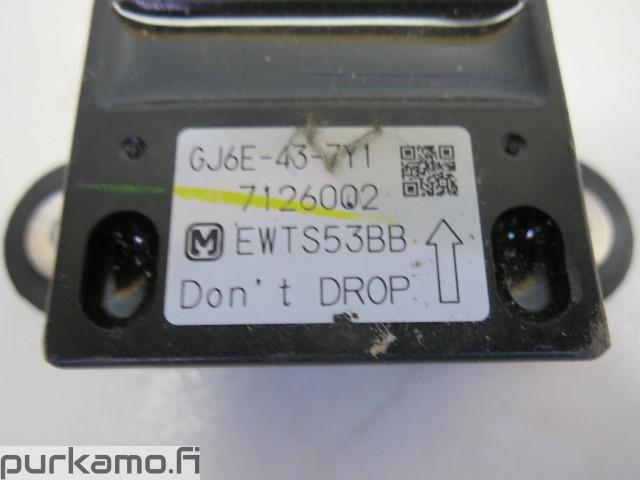 GJ6E-43-7Y1
7126002
M EWTS53BB
Don't DROP
purkamo.fi